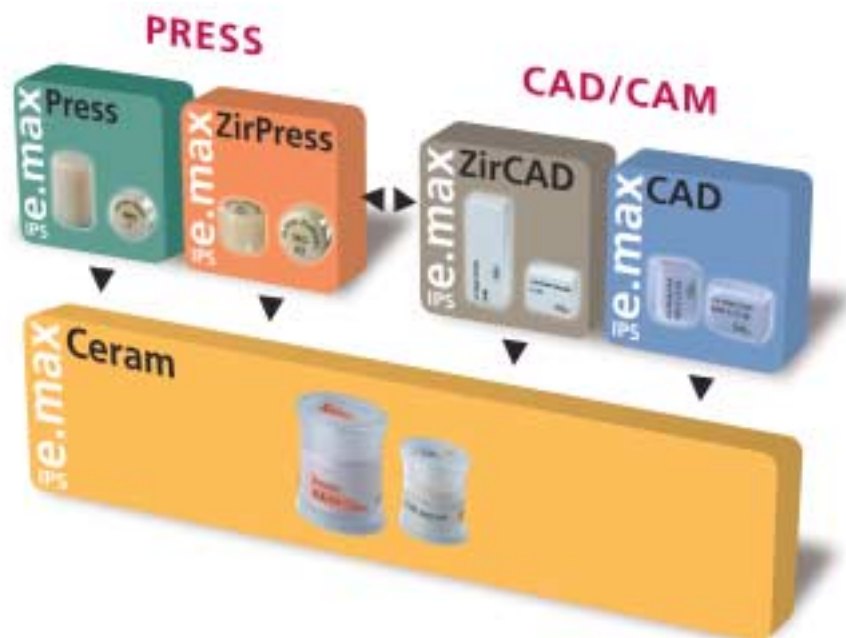 PRESS
CAD/CAM
IPS e.max Press
IPS e.max ZirPress
IPS e.max ZirCAD
IPS e.max CAD
IPS e.max Ceram